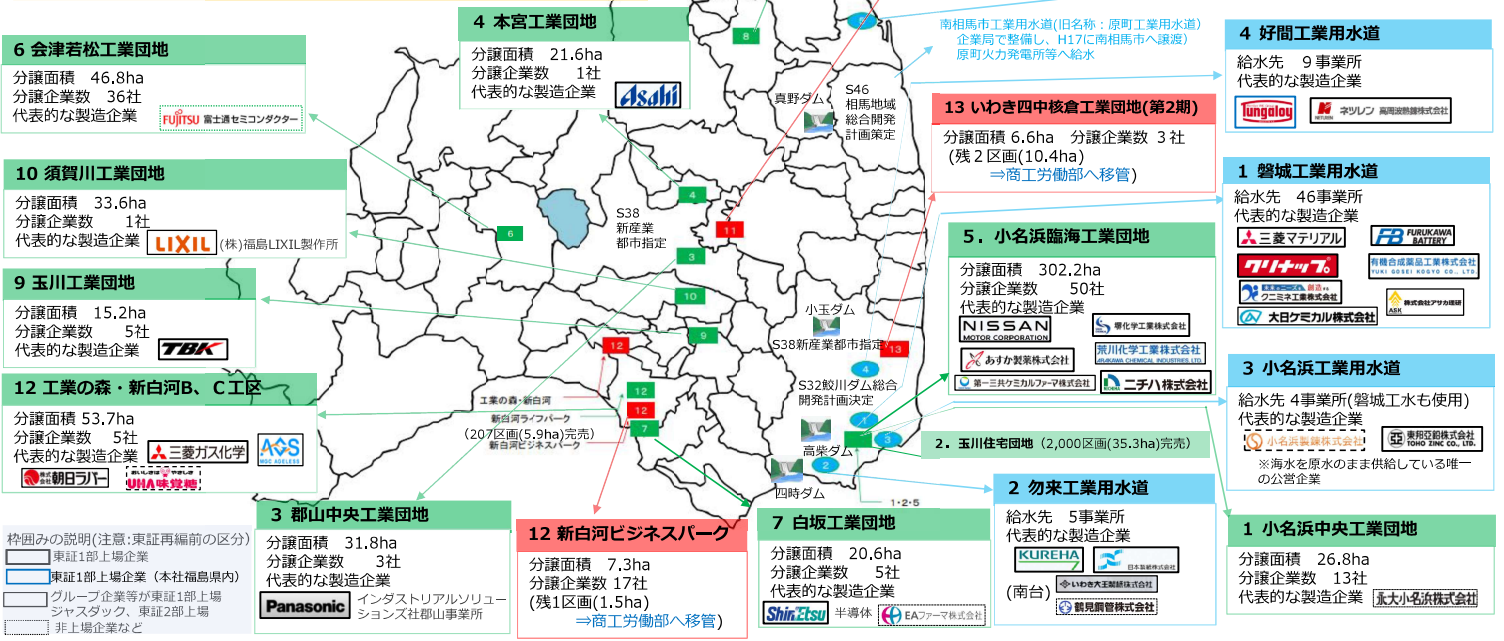 4 本宮工業団地
分譲面積 21.6ha
分譲企業数 1社
代表的な製造企業
Asahi
6 会津若松工業団地
分譲面積 46.8ha
分譲企業数 36社
代表的な製造企業
FUJITSU 富士通セミコンダクター
10 須賀川工業団地
分譲面積 33.6ha
分譲企業数 1社
代表的な製造企業 LIXIL (株)福島LIXIL製作所
9 玉川工業団地
分譲面積 15.2ha
分譲企業数 5社
代表的な製造企業 TBK
12 工業の森・新白河B、C工区
分譲面積 53.7ha
分譲企業数 5社
代表的な製造企業 三菱ガス化学
AGS
MGC AGELESS
株式会社 朝日ラバー
おいしさは やさしさ
UHA味覚糖
枠囲みの説明(注意:東証再編前の区分)
東証1部上場企業
東証1部上場企業(本社福島県内)
グループ企業等が東証1部上場
ジャスダック、東証2部上場
非上場企業など
3 郡山中央工業団地
分譲面積 31.8ha
分譲企業数 3社
代表的な製造企業
Panasonic インダストリアルソリュー
ションズ社郡山事業所
12 新白河ビジネスパーク
分譲面積 7.3ha
分譲企業数 17社
(残1区画(1.5ha)
⇒商工労働部へ移管)
7 白坂工業団地
分譲面積 20.6ha
分譲企業数 5社
代表的な製造企業
ShinEtsu 半導体 EAファーマ株式会社
8
5
4
6
11
3
10
9
12
12
12
7
13
4
1
3
2
S38
新産業
都市指定
真野ダム
S46
相馬地域
総合開発
計画策定
小玉ダム
S38新産業都市指定
S32鮫川ダム総合
開発計画決定
高柴ダム
四時ダム
1・2・5
工業の森・新白河
新白河ライフパーク
(207区画(5.9ha)完売)
新白河ビジネスパーク
南相馬市工業用水道(旧名称:原町工業用水道)
企業局で整備し、H17に南相馬市へ譲渡)
原町火力発電所等へ給水
13 いわき四中核倉工業団地(第2期)
分譲面積 6.6ha 分譲企業数 3社
(残2区画(10.4ha)
⇒商工労働部へ移管)
5. 小名浜臨海工業団地
分譲面積 302.2ha
分譲企業数 50社
代表的な製造企業
NISSAN
MOTOR CORPORATION
堺化学工業株式会社
あすか製薬株式会社
荒川化学工業株式会社
ARAKAWA CHEMICAL INDUSTRIES, LTD.
第一三共ケミカルファーマ株式会社
NICHIHA ニチハ株式会社
2. 玉川住宅団地(2,000区画(35.3ha)完売)
2 勿来工業用水道
給水先 5事業所
代表的な製造企業
KUREHA
日本製紙株式会社
(南台)
いわき大王製紙株式会社
鶴見鋼管株式会社
4 好間工業用水道
給水先 9事業所
代表的な製造企業
Tungaloy
NETUREN ネツレン 高周波熱錬株式会社
1 磐城工業用水道
給水先 46事業所
代表的な製造企業
三菱マテリアル
FB FURUKAWA BATTERY
クリナップ
有機合成薬品工業株式会社
YUKI GOSEI KOGYO CO., LTD.
クニミネ工業株式会社
ASK 株式会社アサカ理研
大日ケミカル株式会社
3 小名浜工業用水道
給水先 4事業所(磐城工水も使用)
代表的な製造企業
小名浜製錬株式会社
東邦亞鉛株式会社
TOHO ZINC CO., LTD.
※海水を原水のまま供給している唯一
の公営企業
1 小名浜中央工業団地
分譲面積 26.8ha
分譲企業数 13社
代表的な製造企業 永大小名浜株式会社